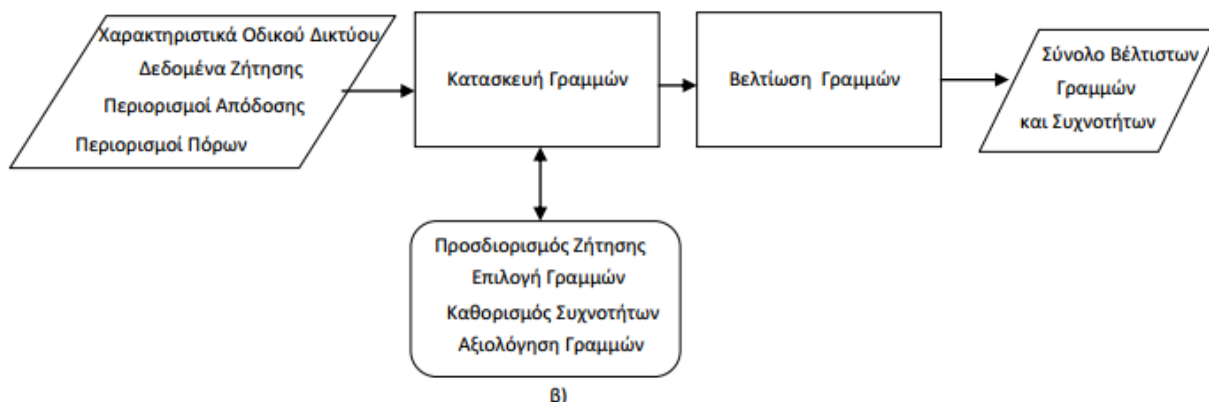 Χαρακτηριστικά Οδικού Δικτύου
Δεδομένα Ζήτησης
Περιορισμοί Απόδοσης
Περιορισμοί Πόρων
Κατασκευή Γραμμών
Βελτίωση Γραμμών
Σύνολο Βέλτιστων
Γραμμών
και Συχνοτήτων
Προσδιορισμός Ζήτησης
Επιλογή Γραμμών
Καθορισμός Συχνοτήτων
Αξιολόγηση Γραμμών
β)